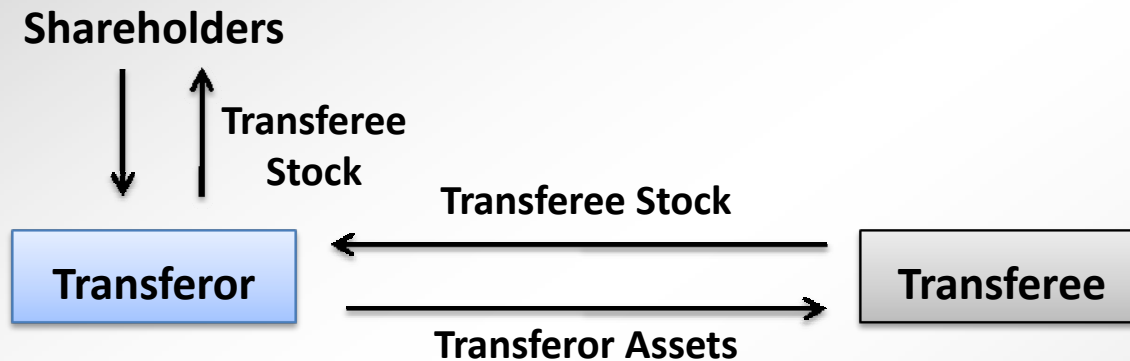 Shareholders
Transferee
Stock
Transferee Stock
Transferor
Transferee
Transferor Assets